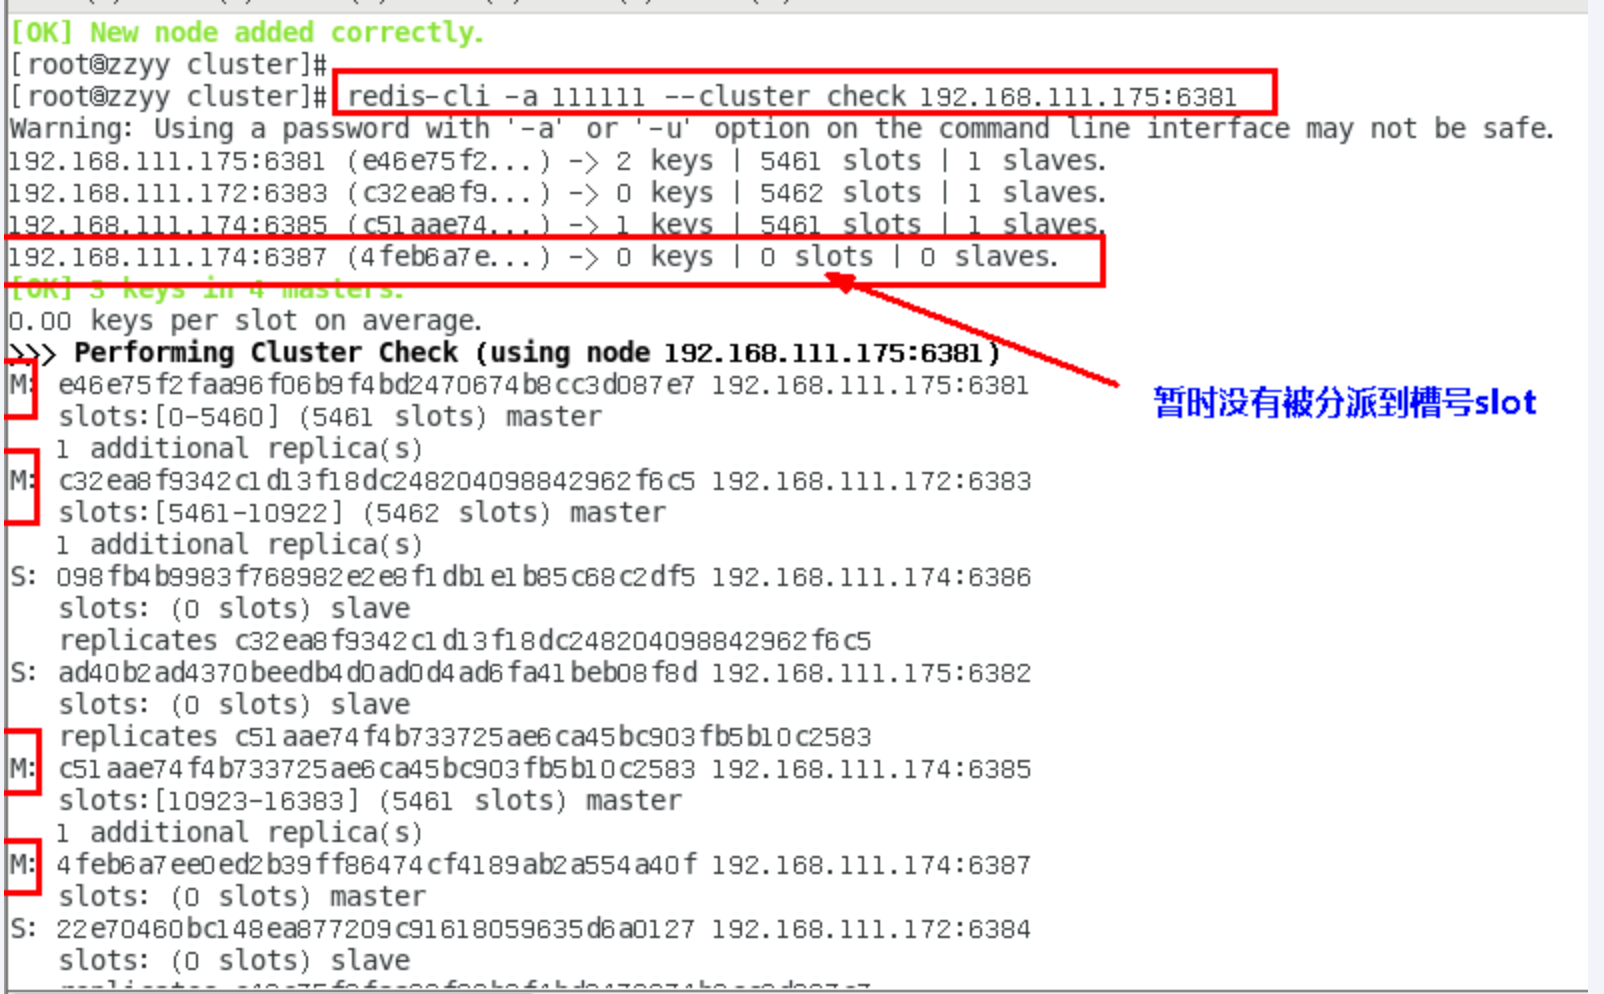 [OK] New node added correctly.
[root@zzyy cluster]#
[root@zzyy cluster]# redis-cli -a 111111 --cluster check 192.168.111.175:6381
Warning: Using a password with '-a' or '-u' option on the command line interface may not be safe.
192.168.111.175:6381 (e46e75f2...) -> 2 keys | 5461 slots | 1 slaves.
192.168.111.172:6383 (c32ea8f9...) -> 0 keys | 5462 slots | 1 slaves.
192.168.111.174:6385 (c51aae74...) -> 1 keys | 5461 slots | 1 slaves.
192.168.111.174:6387 (4feb6a7e...) -> 0 keys | 0 slots | 0 slaves.
[OK] 3 keys in 4 masters.
0.00 keys per slot on average.
>>> Performing Cluster Check (using node 192.168.111.175:6381)
M: e46e75f2faa96f06b9f4bd2470674b8cc3d087e7 192.168.111.175:6381
暂时没有被分派到槽号slot
slots:[0-5460] (5461 slots) master
1 additional replica(s)
M: c32ea8f9342c1d13f18dc248204098842962f6c5 192.168.111.172:6383
slots:[5461-10922] (5462 slots) master
1 additional replica(s)
S: 098fb4b9983f768982e2e8f1db1e1b85c68c2df5 192.168.111.174:6386
slots: (0 slots) slave
replicates c32ea8f9342c1d13f18dc248204098842962f6c5
S: ad40b2ad4370beedb4d0ad0d4ad6fa41beb08f8d 192.168.111.175:6382
slots: (0 slots) slave
replicates c51aae74f4b733725ae6ca45bc903fb5b10c2583
M: c51aae74f4b733725ae6ca45bc903fb5b10c2583 192.168.111.174:6385
slots:[10923-16383] (5461 slots) master
1 additional replica(s)
M: 4feb6a7ee0ed2b39ff86474cf4189ab2a554a40f 192.168.111.174:6387
slots: (0 slots) master
S: 22e70460bc148ea877209c91618059635d6a0127 192.168.111.172:6384
slots: (0 slots) slave